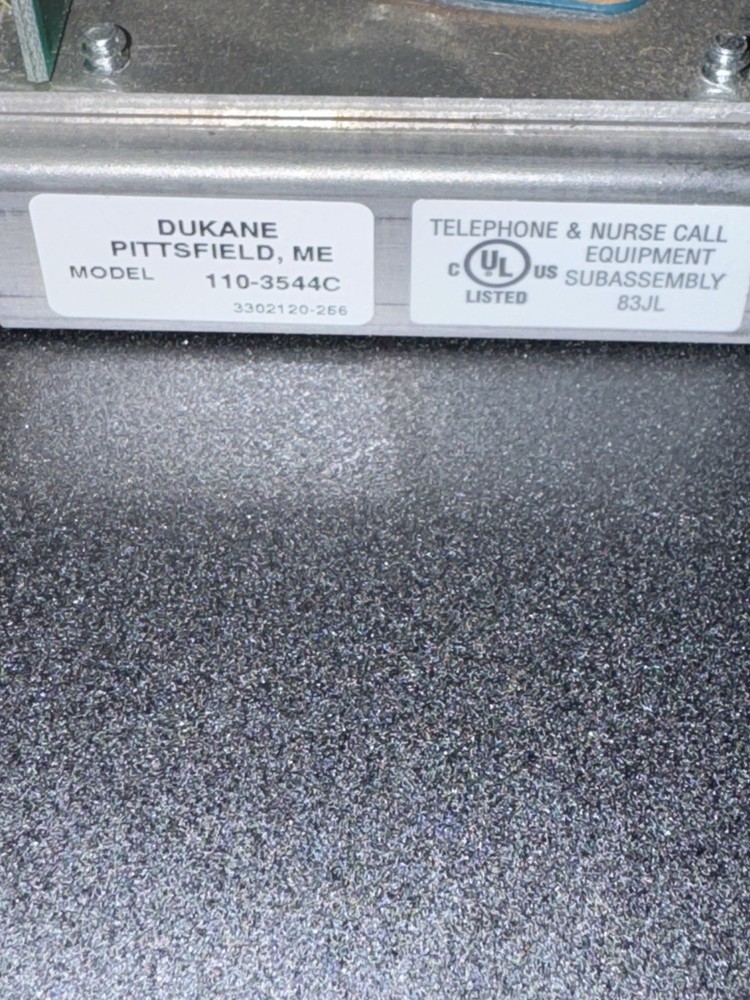 DUKANE
PITTSFIELD, ME
MODEL 110-3544C
3302120-256
TELEPHONE & NURSE CALL
EQUIPMENT
C UL US SUBASSEMBLY
LISTED 83JL